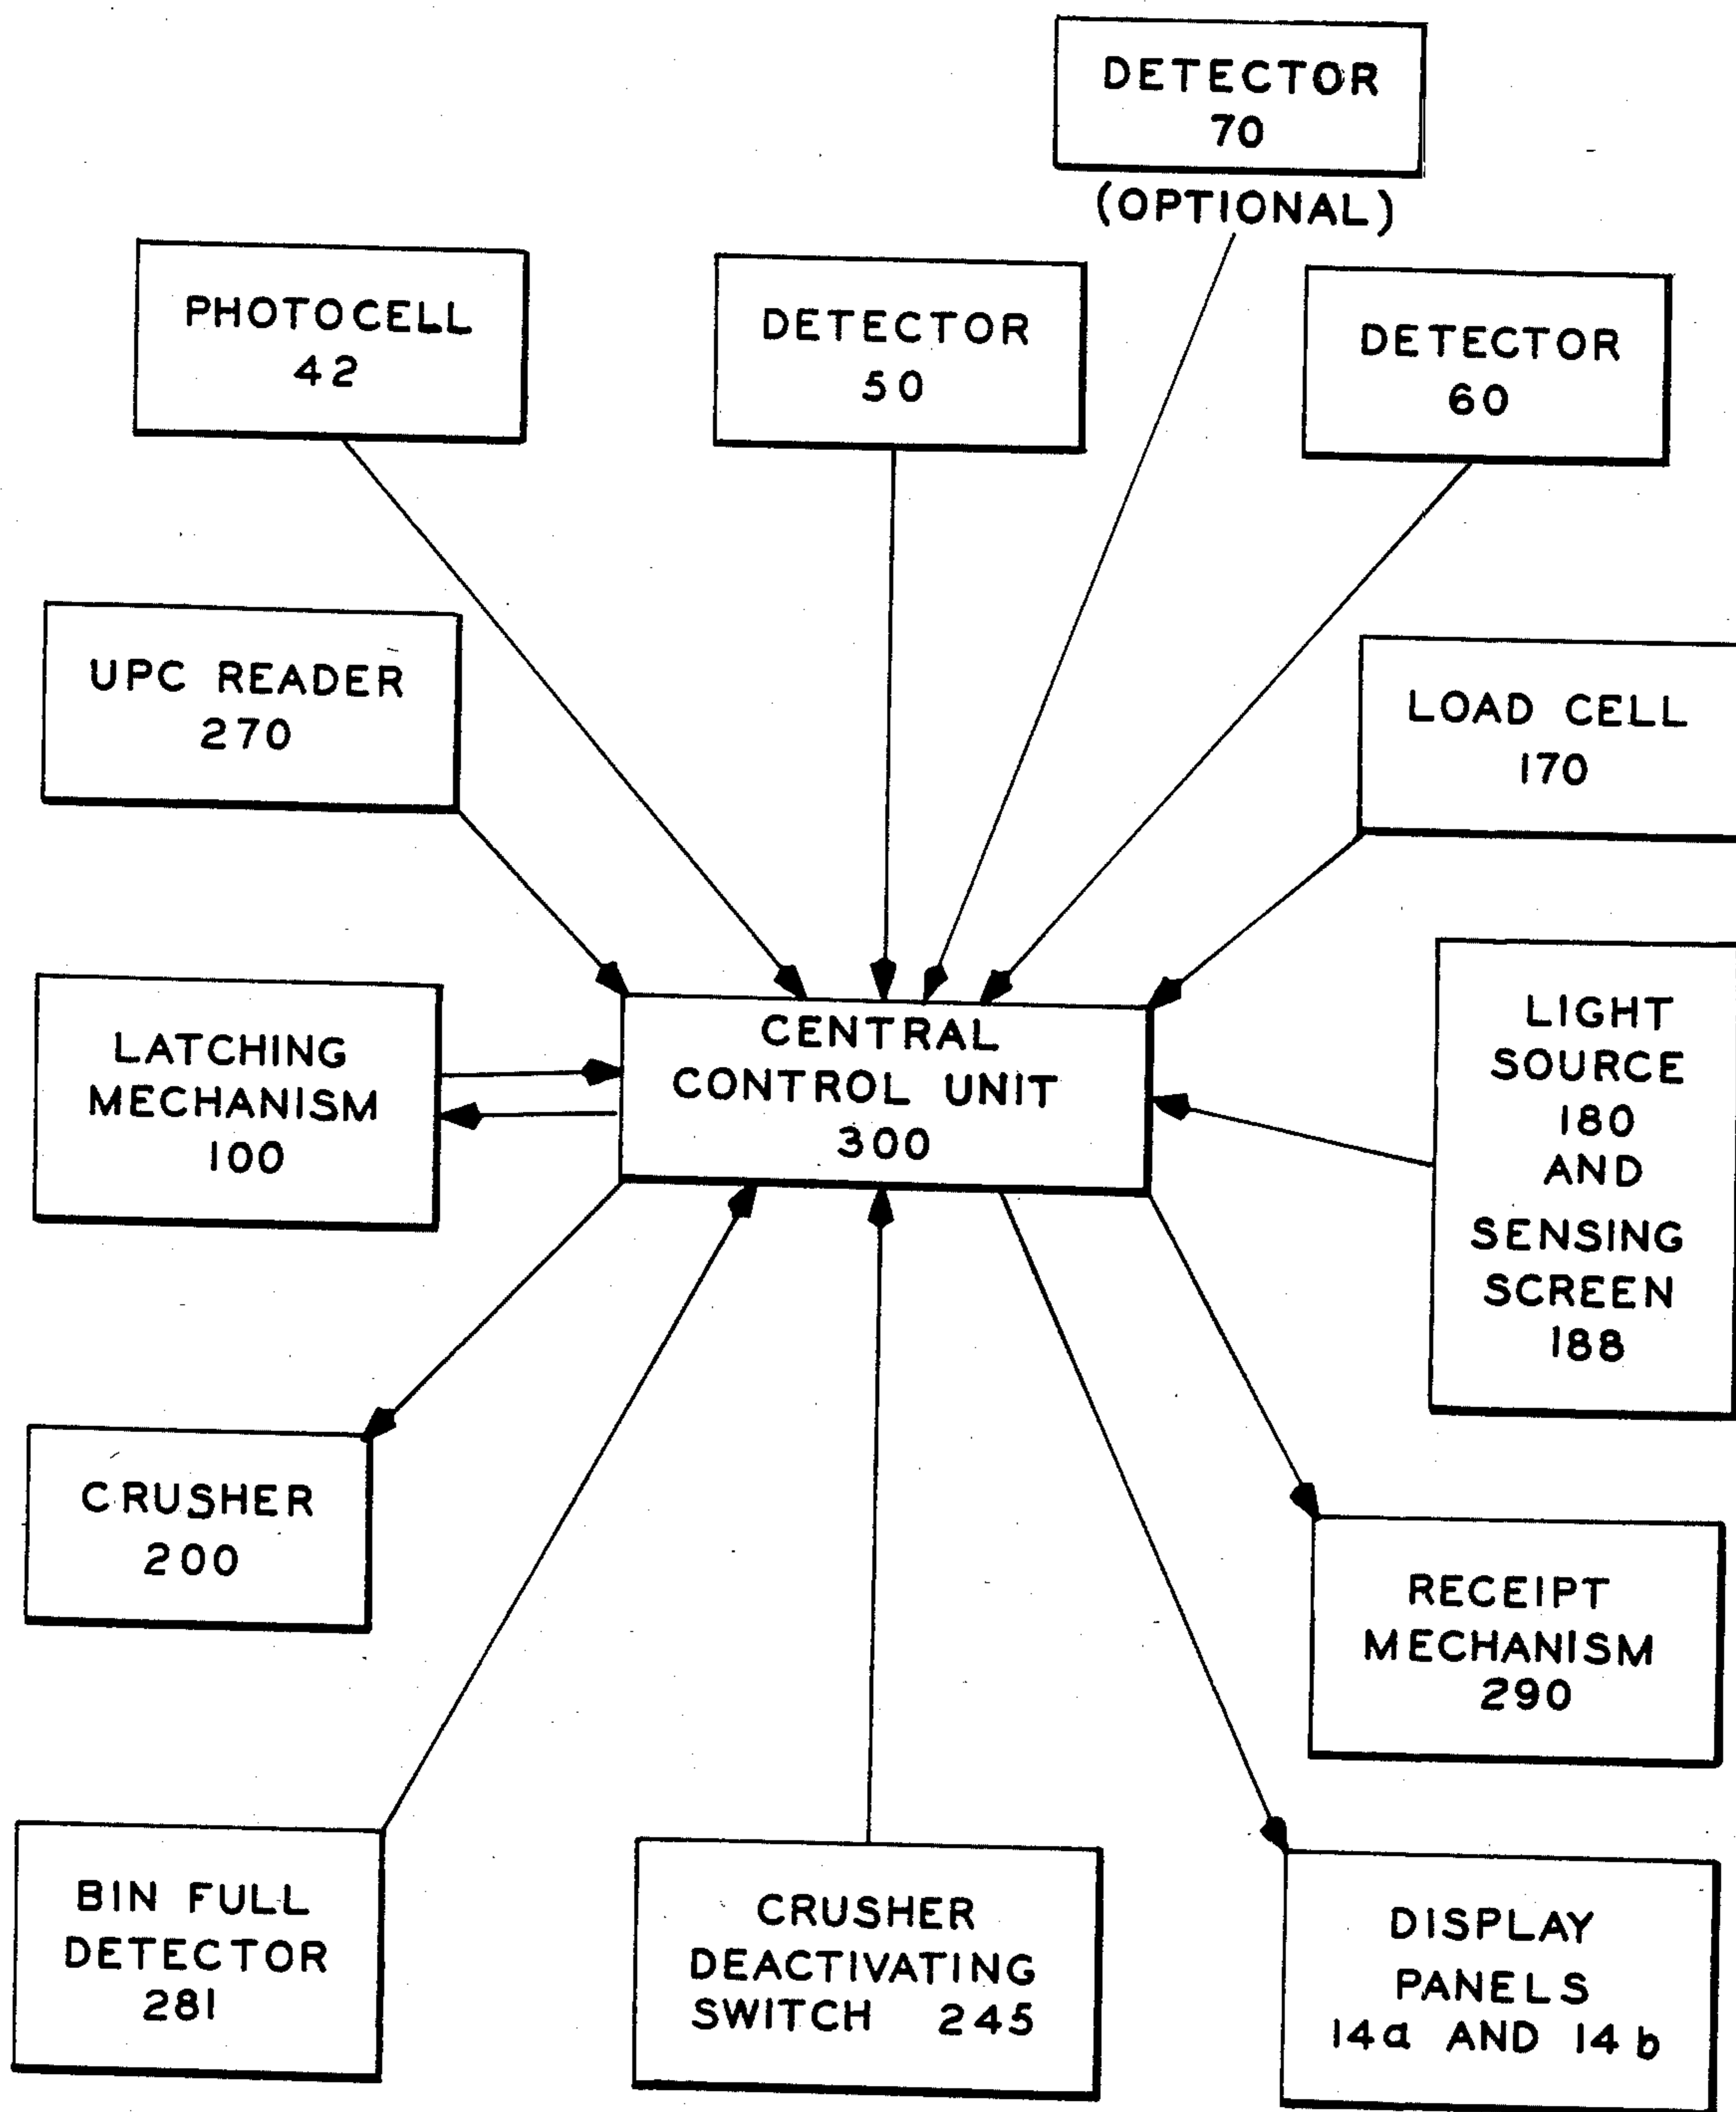 DETECTOR
70
(OPTIONAL)
PHOTOCELL
42
DETECTOR
50
DETECTOR
60
UPC READER
270
LOAD CELL
170
LATCHING
MECHANISM
100
CENTRAL
CONTROL UNIT
300
LIGHT
SOURCE
180
AND
SENSING
SCREEN
188
CRUSHER
200
RECEIPT
MECHANISM
290
BIN FULL
DETECTOR
281
CRUSHER
DEACTIVATING
SWITCH 245
DISPLAY
PANELS
14a AND 14b